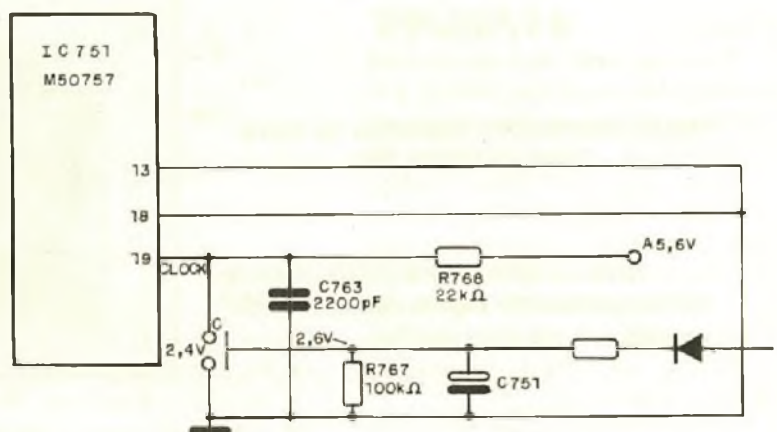 IC751
M50757
13
18
19
CLOCK
A5,6V
R768
22kΩ
C763
2200pF
C
2,4V
2,6V
R767
100kΩ
C751